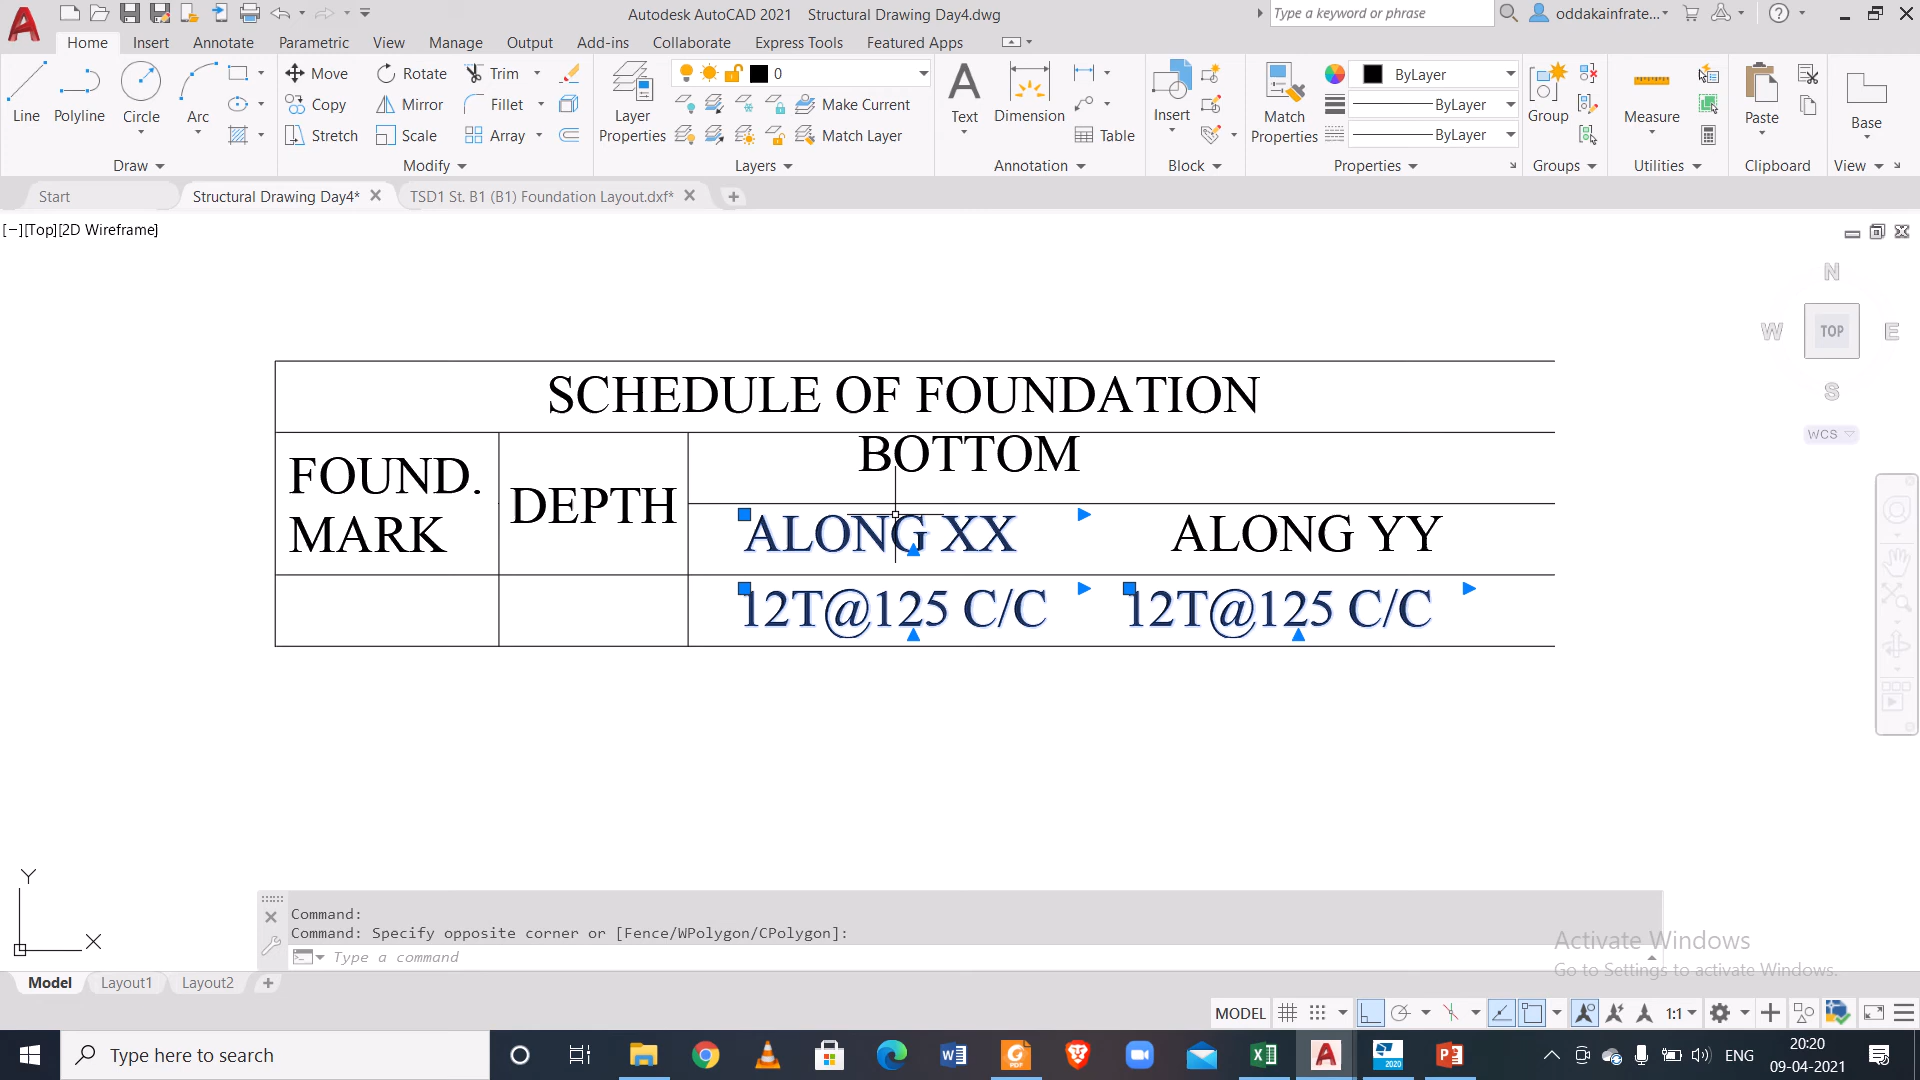 Autodesk AutoCAD 2021 Structural Drawing Day4.dwg
Type a keyword or phrase
oddakainfrate...
Home Insert Annotate Parametric View Manage Output Add-ins Collaborate Express Tools Featured Apps
Line Polyline Circle Arc
Move Rotate Trim
Copy Mirror Fillet
Stretch Scale Array
Layer Properties
0
Make Current
Match Layer
Text Dimension Table
Insert
Match Properties
ByLayer
ByLayer
ByLayer
Group
Measure
Paste
Base
Draw Modify Layers Annotation Block Properties Groups Utilities Clipboard View
Start Structural Drawing Day4* TSD1 St. B1 (B1) Foundation Layout.dxf*
[−][Top][2D Wireframe]
N
W TOP E
S
WCS
SCHEDULE OF FOUNDATION
BOTTOM
FOUND.
MARK
DEPTH
ALONG XX ALONG YY
12T@125 C/C 12T@125 C/C
Y
X
Command:
Command: Specify opposite corner or [Fence/WPolygon/CPolygon]:
Type a command
Activate Windows
Go to Settings to activate Windows.
Model Layout1 Layout2
MODEL 1:1
Type here to search
ENG
20:20
09-04-2021